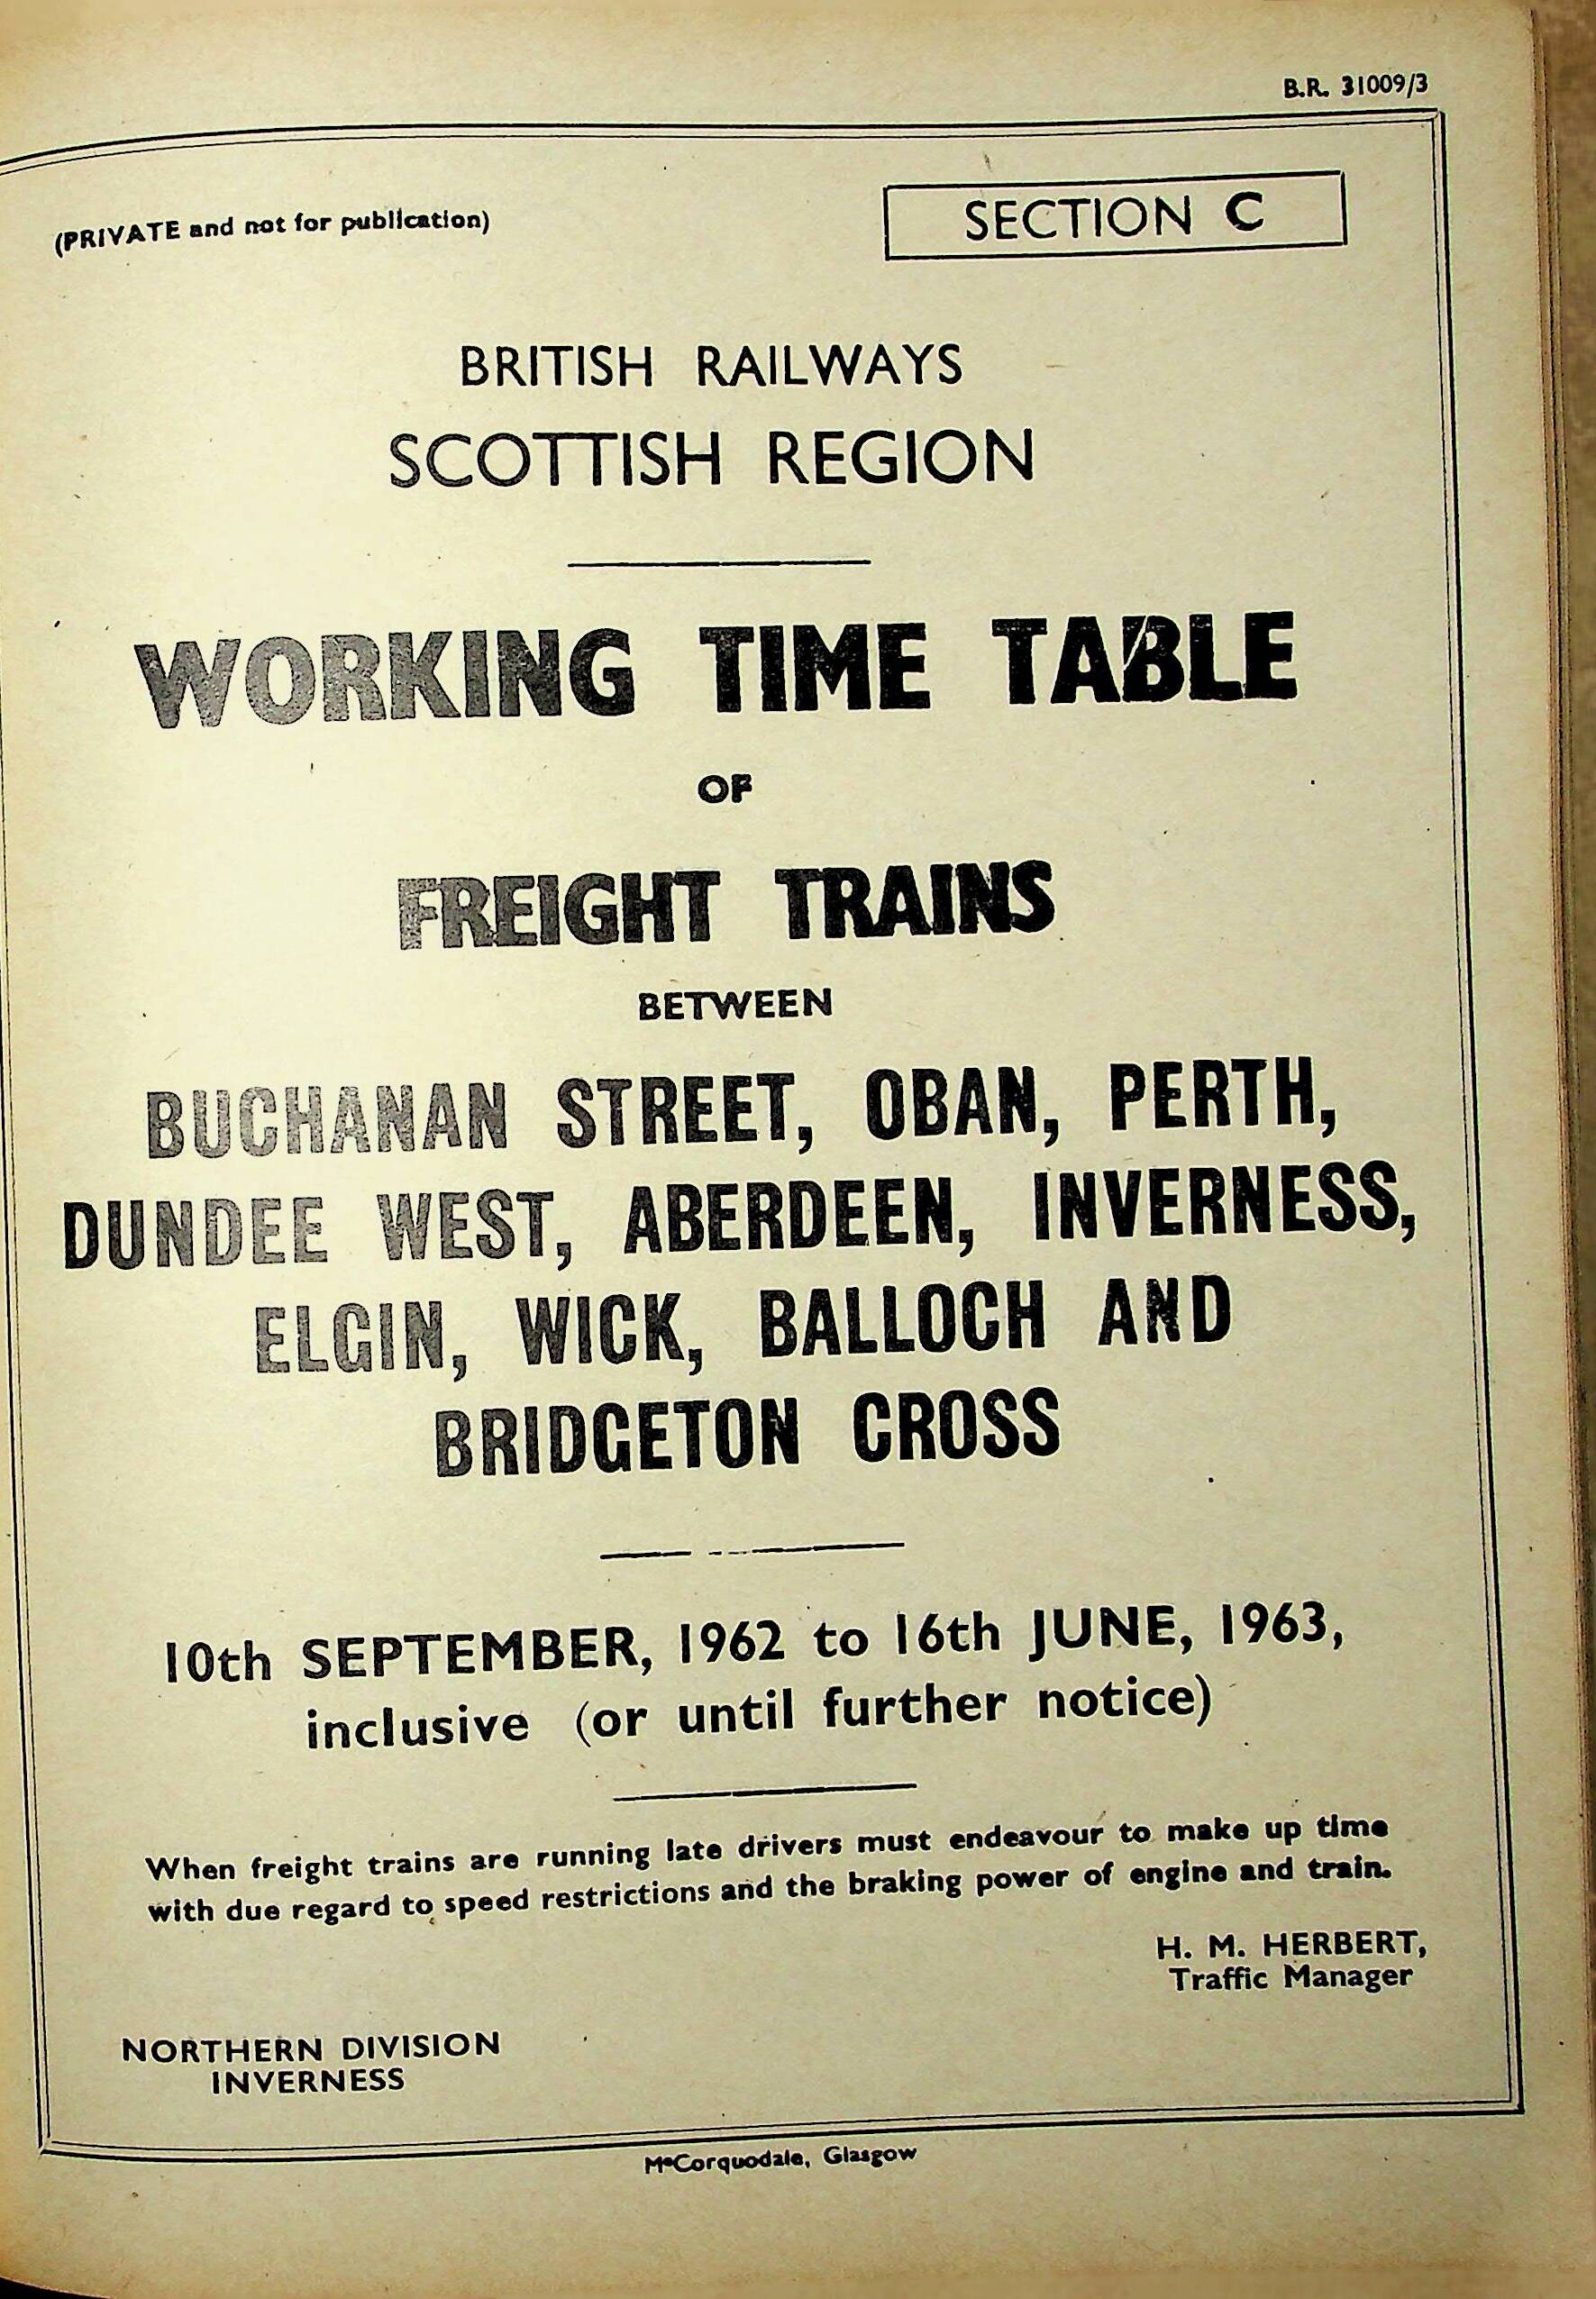 B.R. 31009/3
(PRIVATE and not for publication)
SECTION C
BRITISH RAILWAYS
SCOTTISH REGION
WORKING TIME TABLE
OF
FREIGHT TRAINS
BETWEEN
BUCHANAN STREET, OBAN, PERTH,
DUNDEE WEST, ABERDEEN, INVERNESS,
ELGIN, WICK, BALLOCH AND
BRIDGETON CROSS
10th SEPTEMBER, 1962 to 16th JUNE, 1963,
inclusive (or until further notice)
When freight trains are running late drivers must endeavour to make up time
with due regard to speed restrictions and the braking power of engine and train.
H. M. HERBERT,
Traffic Manager
NORTHERN DIVISION
INVERNESS
McCorquodale, Glasgow